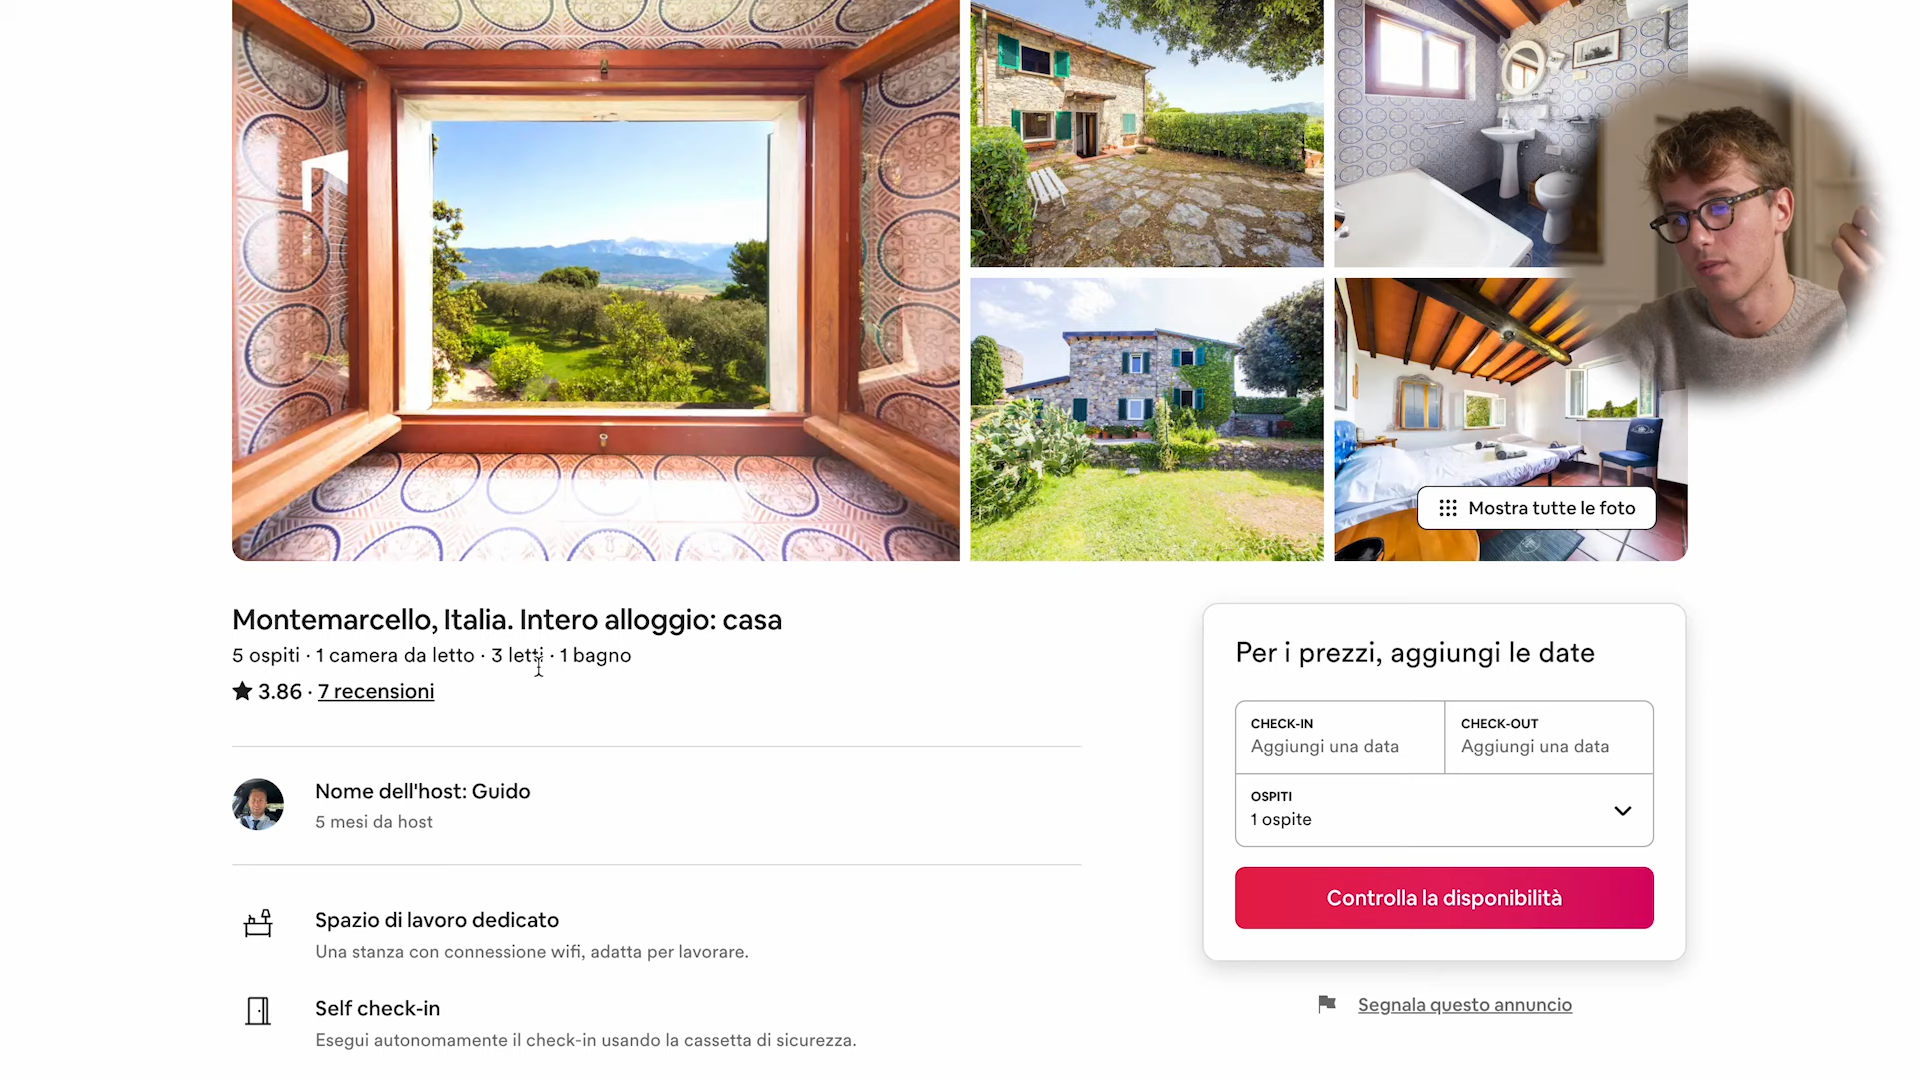 Mostra tutte le foto
Montemarcello, Italia. Intero alloggio: casa
5 ospiti · 1 camera da letto · 3 letti · 1 bagno
3.86 · 7 recensioni
Nome dell'host: Guido
5 mesi da host
Spazio di lavoro dedicato
Una stanza con connessione wifi, adatta per lavorare.
Self check-in
Esegui autonomamente il check-in usando la cassetta di sicurezza.
Per i prezzi, aggiungi le date
CHECK-IN
Aggiungi una data
CHECK-OUT
Aggiungi una data
OSPITI
1 ospite
Controlla la disponibilità
Segnala questo annuncio